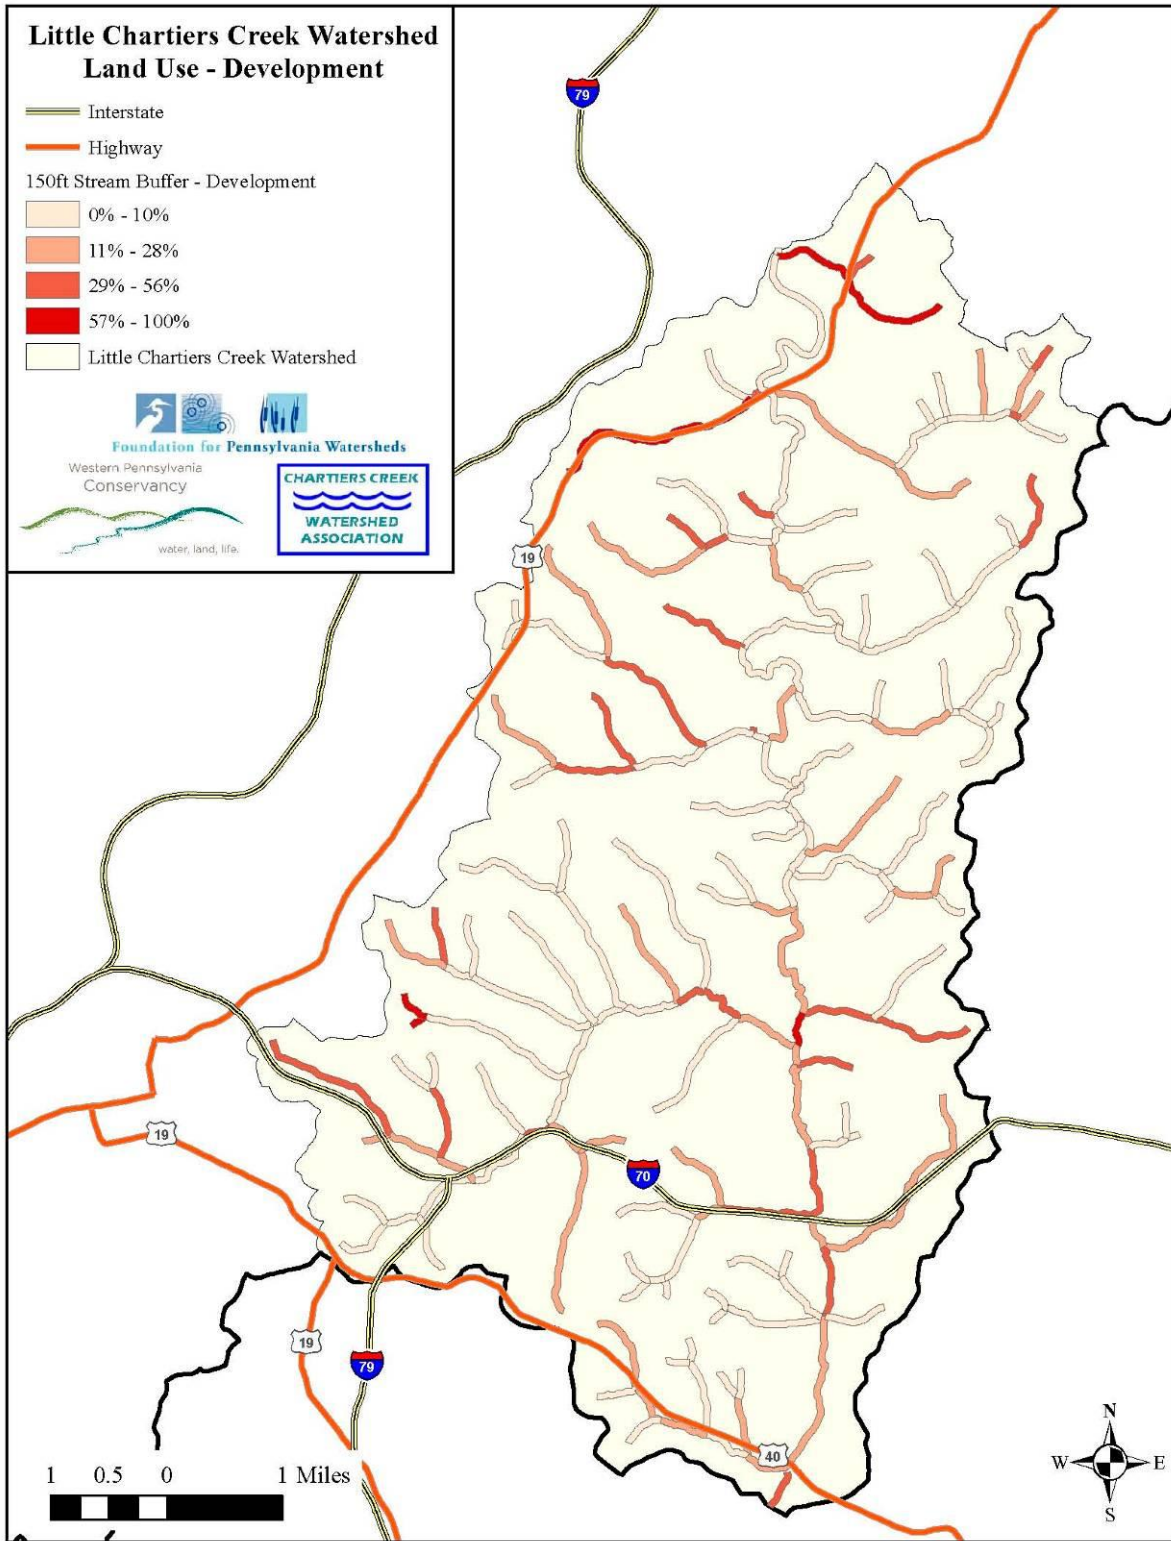 Little Chartiers Creek Watershed
Land Use - Development
Interstate
Highway
150ft Stream Buffer - Development
0% - 10%
11% - 28%
29% - 56%
57% - 100%
Little Chartiers Creek Watershed
Foundation for Pennsylvania Watersheds
Western Pennsylvania
Conservancy
water, land, life.
CHARTIERS CREEK
WATERSHED
ASSOCIATION
79
19
19
70
19
79
40
1 0.5 0 1 Miles
N
W E
S